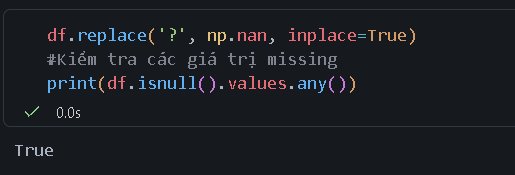 df.replace('?', np.nan, inplace=True)
#Kiểm tra các giá trị missing
print(df.isnull().values.any())
0.0s
True